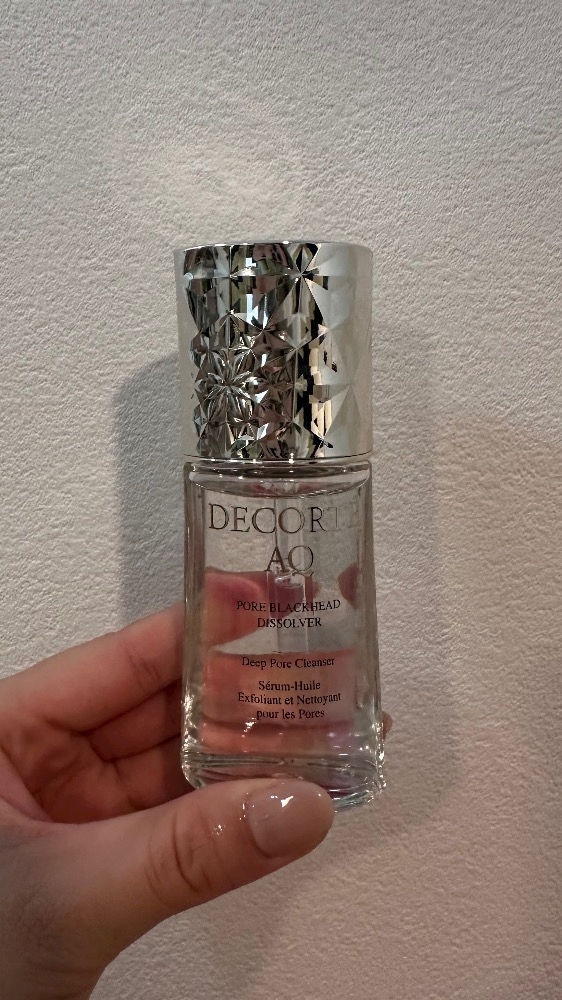 DECORTE
AQ
PORE BLACKHEAD
DISSOLVER
Deep Pore Cleanser
Sérum-Huile
Exfoliant et Nettoyant
pour les Pores